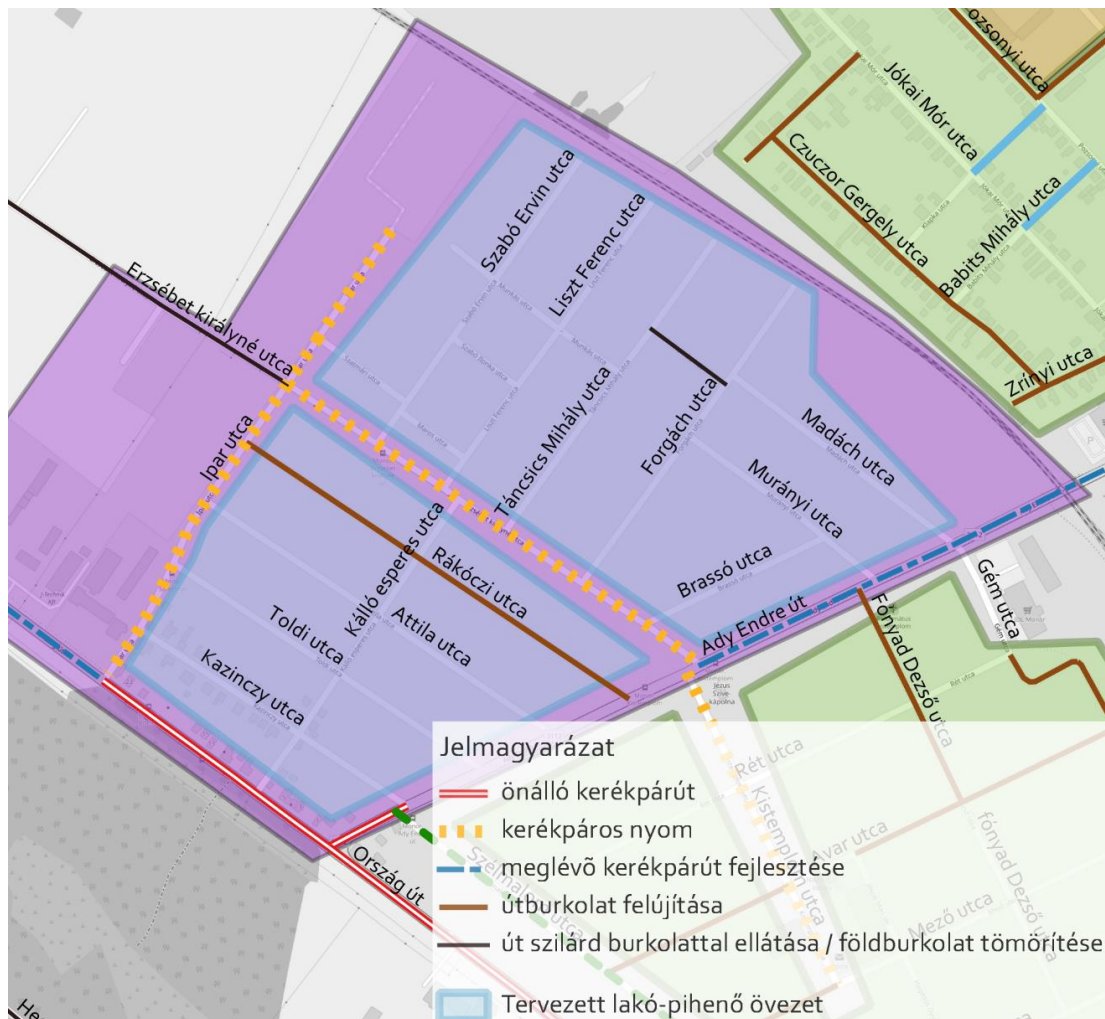 Pozsonyi utca
Jókai Mór utca
Czuczor Gergely utca
Babits Mihály utca
Zrínyi utca
Szabó Ervin utca
Liszt Ferenc utca
Erzsébet királyné utca
Táncsics Mihály utca
Forgách utca
Madách utca
Murányi utca
Ipar utca
Kálló esperes utca
Rákóczi utca
Brassó utca
Attila utca
Toldi utca
Kazinczy utca
Ady Endre út
Gém utca
Fónyad Dezső utca
Ország út
Rét utca
Kistemplom utca
Avar utca
Szélmalom utca
Mező utca
fónyad Dezső utca
Jelmagyarázat
önálló kerékpárút
kerékpáros nyom
meglévõ kerékpárút fejlesztése
útburkolat felújítása
út szilárd burkolattal ellátása / földburkolat tömörítése
Tervezett lakó-pihenő övezet